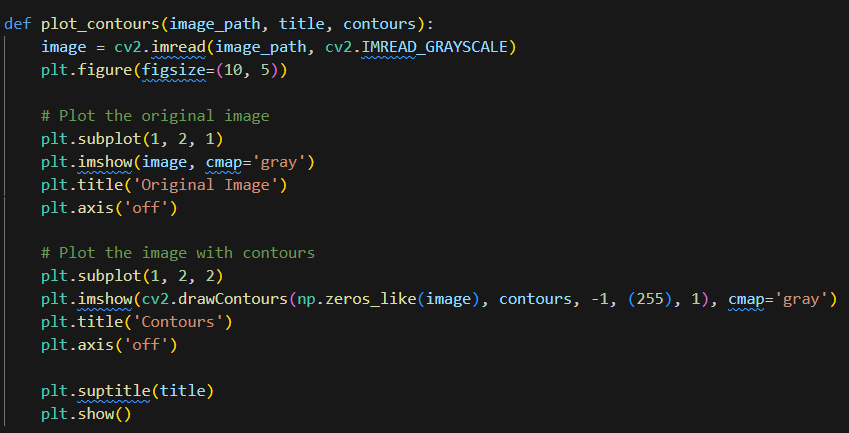 def plot_contours(image_path, title, contours):
    image = cv2.imread(image_path, cv2.IMREAD_GRAYSCALE)
    plt.figure(figsize=(10, 5))

    # Plot the original image
    plt.subplot(1, 2, 1)
    plt.imshow(image, cmap='gray')
    plt.title('Original Image')
    plt.axis('off')

    # Plot the image with contours
    plt.subplot(1, 2, 2)
    plt.imshow(cv2.drawContours(np.zeros_like(image), contours, -1, (255), 1), cmap='gray')
    plt.title('Contours')
    plt.axis('off')

    plt.suptitle(title)
    plt.show()